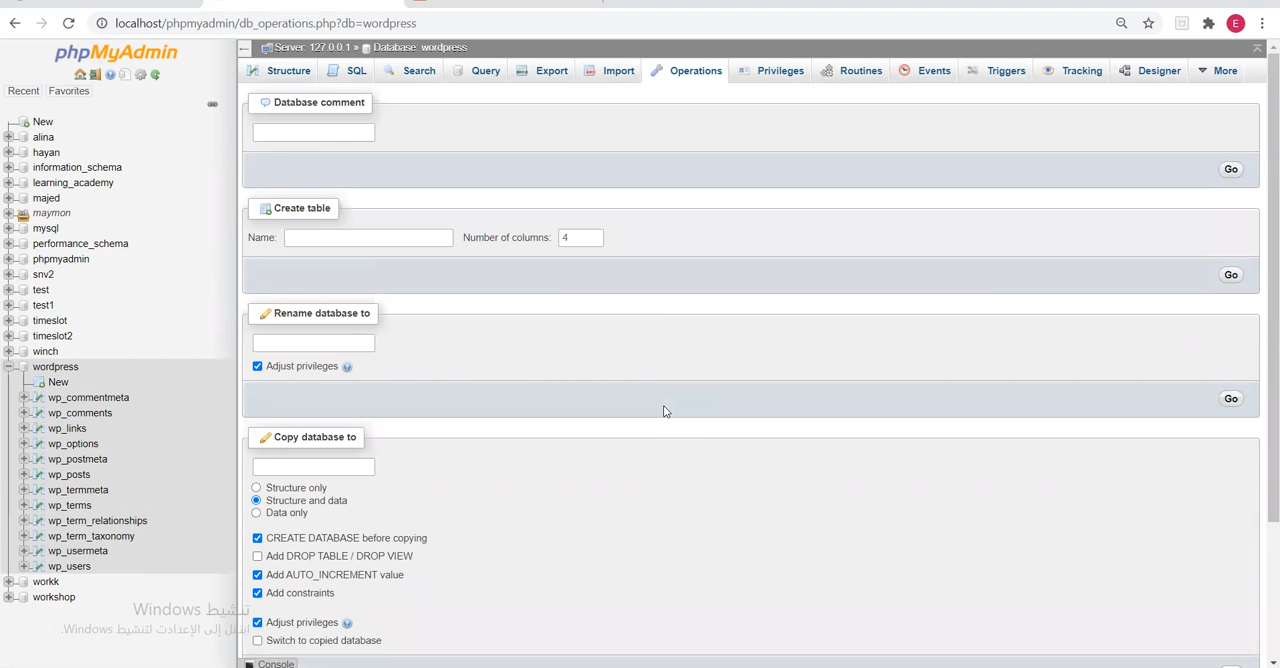 localhost/phpmyadmin/db_operations.php?db=wordpress
E
phpMyAdmin
Recent Favorites
New
alina
hayan
information_schema
learning_academy
majed
maymon
mysql
performance_schema
phpmyadmin
snv2
test
test1
timeslot
timeslot2
winch
wordpress
New
wp_commentmeta
wp_comments
wp_links
wp_options
wp_postmeta
wp_posts
wp_termmeta
wp_terms
wp_term_relationships
wp_term_taxonomy
wp_usermeta
wp_users
workk
workshop
Server: 127.0.0.1 » Database: wordpress
Structure SQL Search Query Export Import Operations Privileges Routines Events Triggers Tracking Designer More
Database comment
Go
Create table
Name: Number of columns: 4
Go
Rename database to
Adjust privileges
Go
Copy database to
Structure only
Structure and data
Data only
CREATE DATABASE before copying
Add DROP TABLE / DROP VIEW
Add AUTO_INCREMENT value
Add constraints
Adjust privileges
Switch to copied database
Console
تنشيط Windows
انتقل إلى الإعدادت لتنشيط Windows.